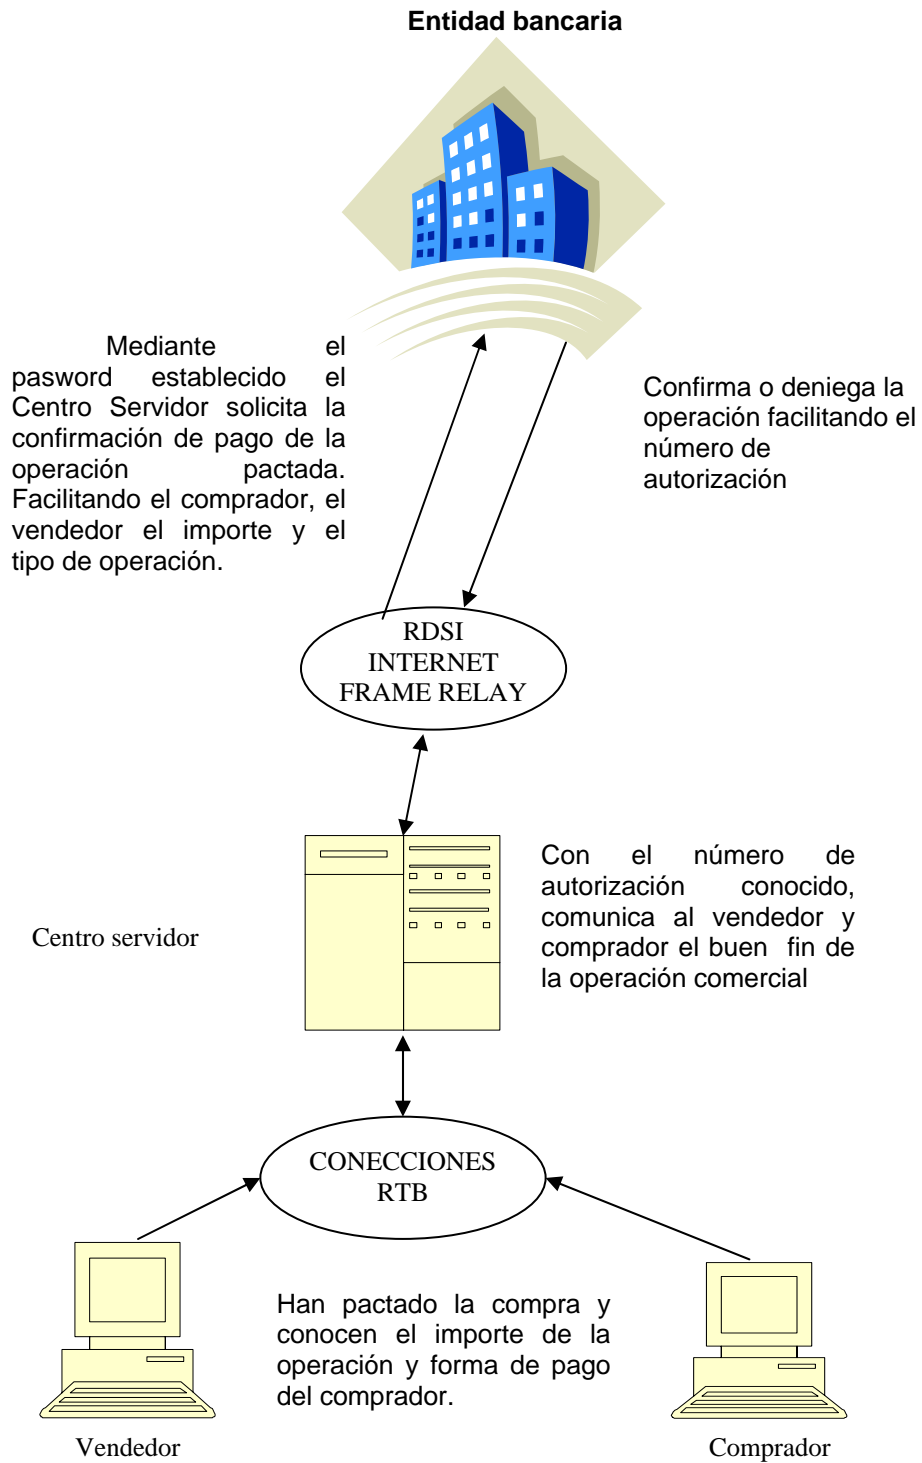 Entidad bancaria
Mediante el
pasword establecido el
Centro Servidor solicita la
confirmación de pago de la
operación pactada.
Facilitando el comprador, el
vendedor el importe y el
tipo de operación.
Confirma o deniega la
operación facilitando el
número de
autorización
RDSI
INTERNET
FRAME RELAY
Centro servidor
Con el número de
autorización conocido,
comunica al vendedor y
comprador el buen fin de
la operación comercial
CONECCIONES
RTB
Han pactado la compra y
conocen el importe de la
operación y forma de pago
del comprador.
Vendedor
Comprador